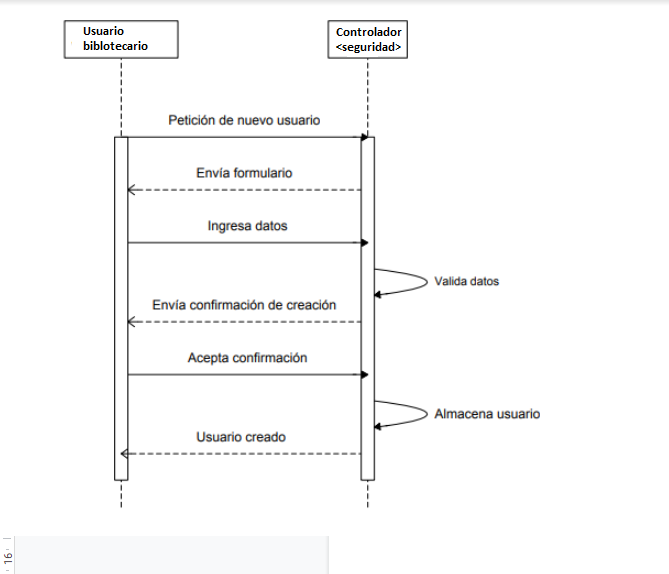 Usuario
biblotecario
Controlador
<seguridad>
Petición de nuevo usuario
Envía formulario
Ingresa datos
Valida datos
Envía confirmación de creación
Acepta confirmación
Almacena usuario
Usuario creado
16